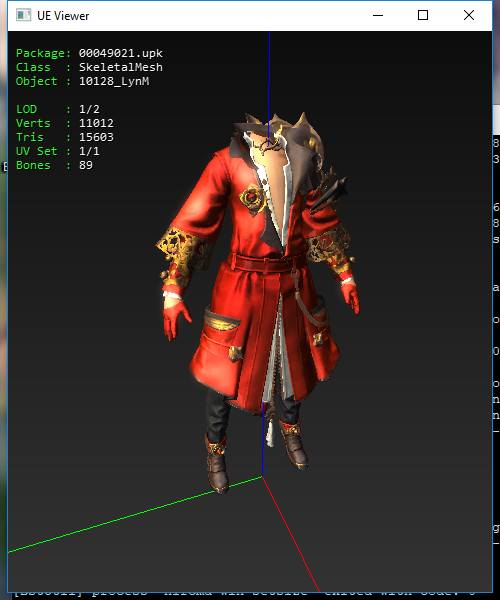 UE Viewer
Package: 00049021.upk
Class : SkeletalMesh
Object : 10128_LynM
LOD : 1/2
Verts : 11012
Tris : 15603
UV Set : 1/1
Bones : 89